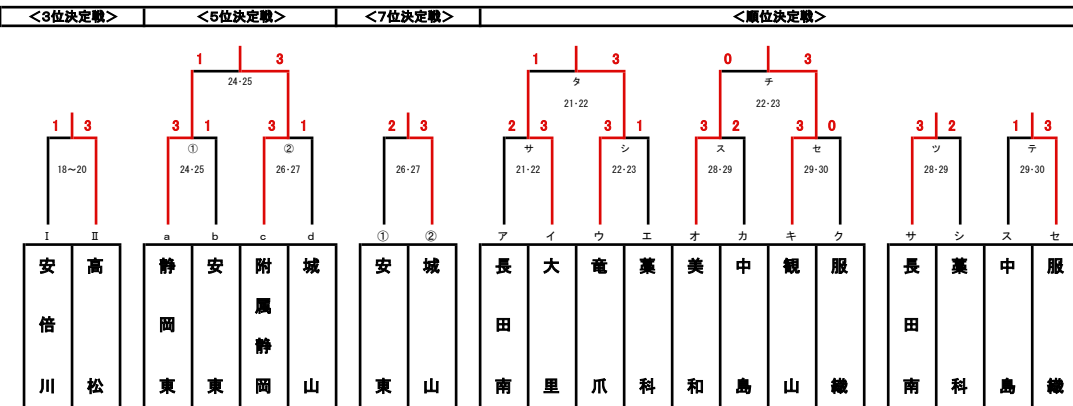 ＜3位決定戦＞ ＜5位決定戦＞ ＜7位決定戦＞ ＜順位決定戦＞
1 3 1 3 0 3
24・25 タ チ
21・22 22・23
1 3 3 1 3 1 2 3 2 3 3 1 3 2 3 0 3 2 1 3
① ② サ シ ス セ ツ テ
18～20 24・25 26・27 26・27 21・22 22・23 28・29 29・30 28・29 29・30
Ⅰ Ⅱ a b c d ① ② ア イ ウ エ オ カ キ ク サ シ ス セ
安倍川
高松
静岡東
安東
附属静岡
城山
安東
城山
長田南
大里
竜爪
藁科
美和
中島
観山
服織
長田南
藁科
中島
服織